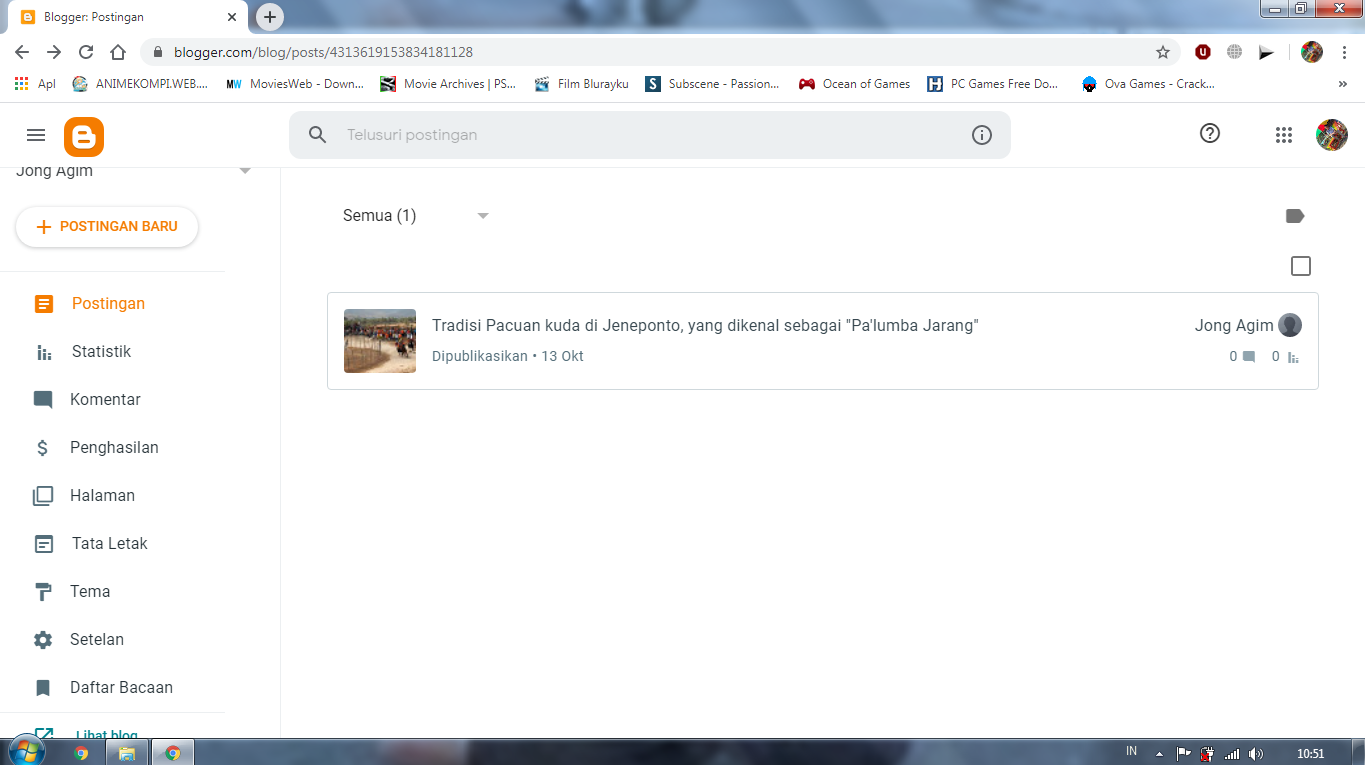 Blogger: Postingan
blogger.com/blog/posts/4313619153834181128
Apl ANIMEKOMPI.WEB.... MoviesWeb - Down... Movie Archives | PS... Film Blurayku Subscene - Passion... Ocean of Games PC Games Free Do... Ova Games - Crack... »
Telusuri postingan
Jong Agim
POSTINGAN BARU
Postingan
Statistik
Komentar
Penghasilan
Halaman
Tata Letak
Tema
Setelan
Daftar Bacaan
Lihat blog
Semua (1)
Tradisi Pacuan kuda di Jeneponto, yang dikenal sebagai "Pa'lumba Jarang"
Jong Agim
Dipublikasikan • 13 Okt
0 0
IN 10:51